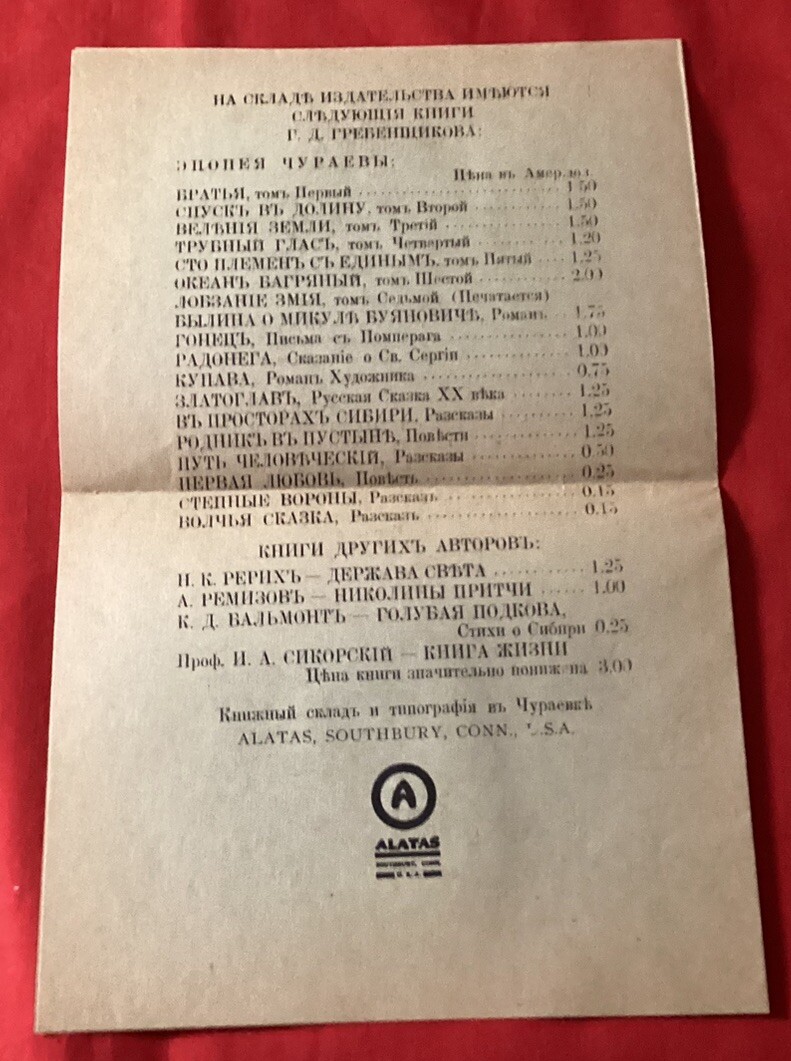 НА СКЛАДѢ ИЗДАТЕЛЬСТВА ИМѢЮТСЯ
СЛѢДУЮЩІЯ КНИГИ
Г. Д. ГРЕБЕНЩИКОВА:
ЭПОПЕЯ ЧУРАЕВЫ:
Цѣна въ Амер. дол.
БРАТЬЯ, томъ Первый 1.50
СПУСКЪ ВЪ ДОЛИНУ, томъ Второй 1.50
ВЕЛѢНІЯ ЗЕМЛИ, томъ Третій 1.50
ТРУБНЫЙ ГЛАСЪ, томъ Четвертый 1.20
СТО ПЛЕМЕНЪ СЪ ЕДИНЫМЪ, томъ Пятый 1.25
ОКЕАНЪ БАГРЯНЫЙ, томъ Шестой 2.00
ЛОБЗАНІЕ ЗМІЯ, томъ Седьмой (Печатается)
БЫЛИНА О МИКУЛѢ БУЯНОВИЧѢ, Романъ 1.75
ГОНЕЦЪ, Письма съ Помперага 1.00
РАДОНЕГА, Сказаніе о Св. Сергіи 1.00
КУПАВА, Романъ Художника 0.75
ЗЛАТОГЛАВЪ, Русская Сказка XX вѣка 1.25
ВЪ ПРОСТОРАХЪ СИБИРИ, Разсказы 1.25
РОДНИКЪ ВЪ ПУСТЫНѢ, Повѣсти 1.25
ПУТЬ ЧЕЛОВѢЧЕСКІЙ, Разсказы 0.50
ПЕРВАЯ ЛЮБОВЬ, Повѣсть 0.25
СТЕПНЫЕ ВОРОНЫ, Разсказъ 0.15
ВОЛЧЬЯ СКАЗКА, Разсказъ 0.15
КНИГИ ДРУГИХЪ АВТОРОВЪ:
Н. К. РЕРИХЪ — ДЕРЖАВА СВѢТА 1.25
А. РЕМИЗОВЪ — НИКОЛИНЫ ПРИТЧИ 1.00
К. Д. БАЛЬМОНТЪ — ГОЛУБАЯ ПОДКОВА,
Стихи о Сибири 0.25
Проф. И. А. СИКОРСКІЙ — КНИГА ЖИЗНИ
Цѣна книги значительно понижена 3.00
Книжный складъ и типографія въ Чураевкѣ
ALATAS, SOUTHBURY, CONN., U.S.A.
A
ALATAS
SOUTHBURY, CONN.
U. S. A.